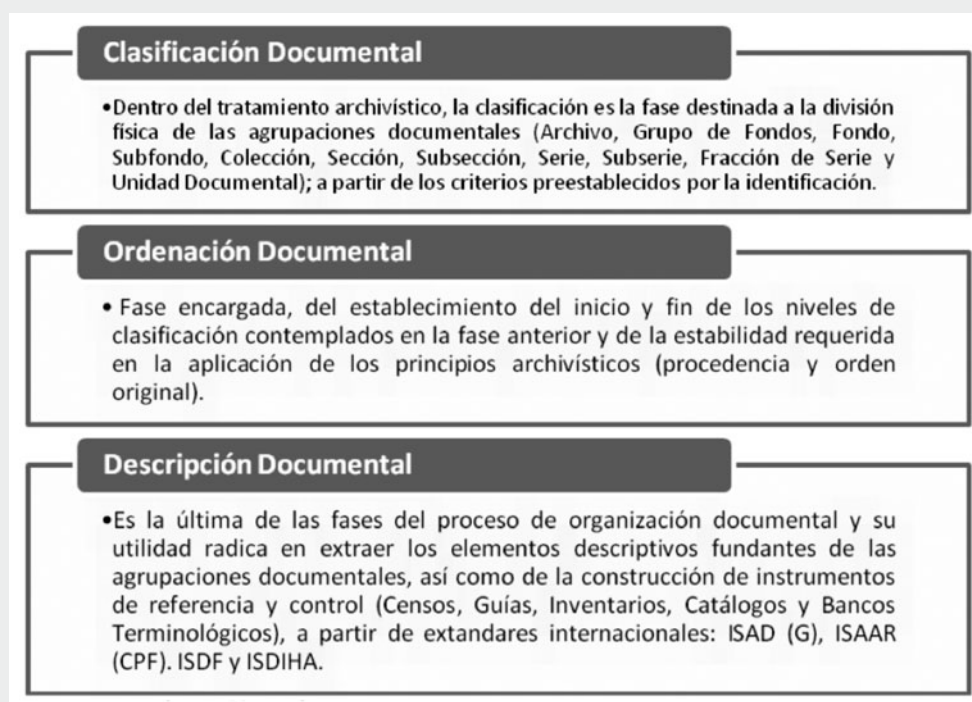 Clasificación Documental
•Dentro del tratamiento archivístico, la clasificación es la fase destinada a la división
física de las agrupaciones documentales (Archivo, Grupo de Fondos, Fondo,
Subfondo, Colección, Sección, Subsección, Serie, Subserie, Fracción de Serie y
Unidad Documental); a partir de los criterios preestablecidos por la identificación.
Ordenación Documental
• Fase encargada, del establecimiento del inicio y fin de los niveles de
clasificación contemplados en la fase anterior y de la estabilidad requerida
en la aplicación de los principios archivísticos (procedencia y orden
original).
Descripción Documental
•Es la última de las fases del proceso de organización documental y su
utilidad radica en extraer los elementos descriptivos fundantes de las
agrupaciones documentales, así como de la construcción de instrumentos
de referencia y control (Censos, Guías, Inventarios, Catálogos y Bancos
Terminológicos), a partir de extandares internacionales: ISAD (G), ISAAR
(CPF). ISDF y ISDIHA.